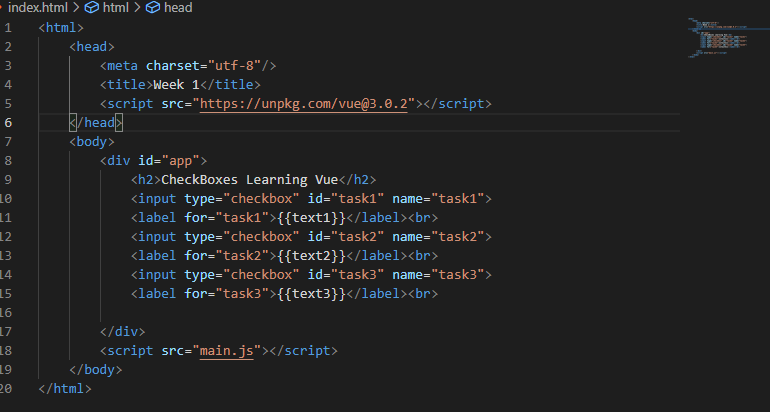 index.html > html > head
1 <html>
2 <head>
3 <meta charset="utf-8"/>
4 <title>Week 1</title>
5 <script src="https://unpkg.com/vue@3.0.2"></script>
6 </head>
7 <body>
8 <div id="app">
9 <h2>CheckBoxes Learning Vue</h2>
10 <input type="checkbox" id="task1" name="task1">
11 <label for="task1">{{text1}}</label><br>
12 <input type="checkbox" id="task2" name="task2">
13 <label for="task2">{{text2}}</label><br>
14 <input type="checkbox" id="task3" name="task3">
15 <label for="task3">{{text3}}</label><br>
16
17 </div>
18 <script src="main.js"></script>
19 </body>
20 </html>